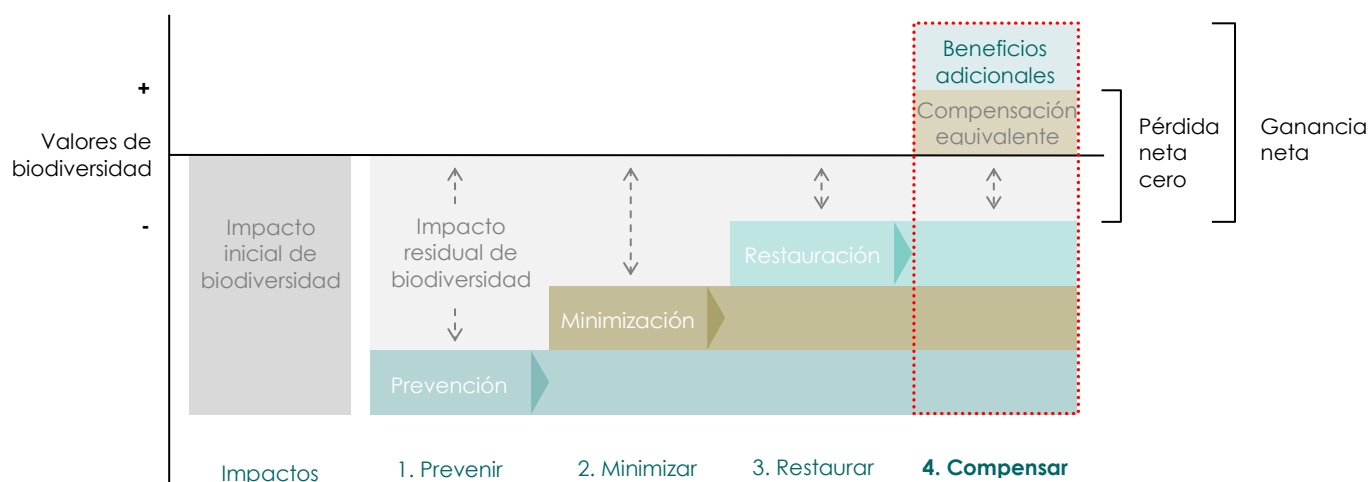 Beneficios
adicionales
+
Compensación
equivalente
Valores de
biodiversidad
Pérdida
neta
cero
Ganancia
neta
-
Impacto
inicial de
biodiversidad
Impacto
residual de
biodiversidad
Restauración
Minimización
Prevención
Impactos
1. Prevenir
2. Minimizar
3. Restaurar
4. Compensar